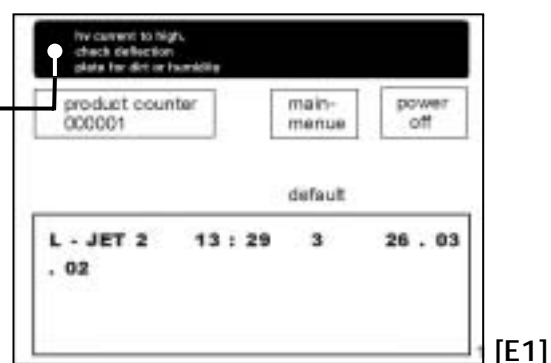 hv current to high,
check deflection
plate for dirt or humidity
product counter
000001
main-
menue
power
off
default
L - JET 2 13 : 29 3 26 . 03
. 02
[E1]